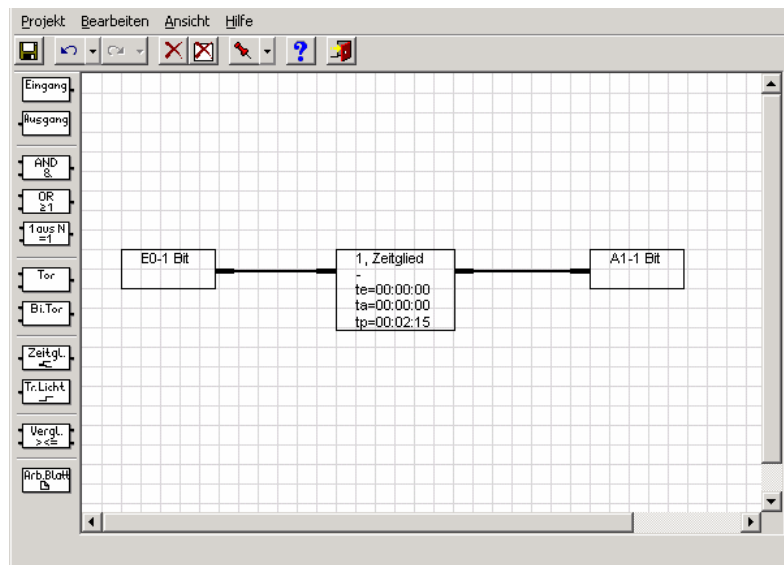 Projekt Bearbeiten Ansicht Hilfe
?
Eingang
Ausgang
AND
&
OR
≥1
1 aus N
=1
Tor
Bi.Tor
Zeitgl.
Tr.Licht
Vergl.
><=
Arb.Blatt
E0-1 Bit
1, Zeitglied
-
te=00:00:00
ta=00:00:00
tp=00:02:15
A1-1 Bit